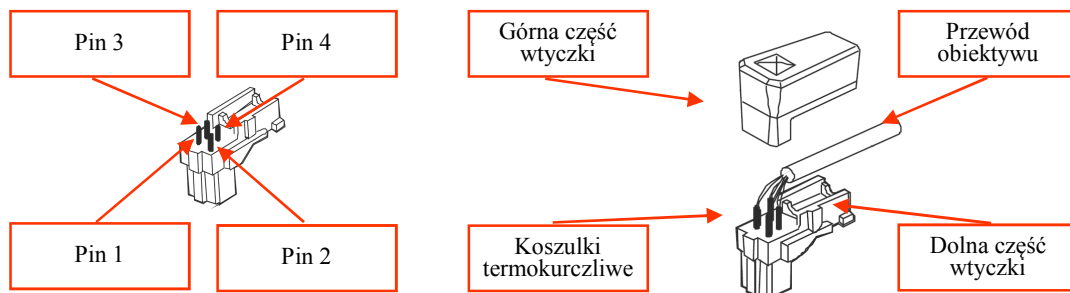 Pin 3
Pin 4
Pin 1
Pin 2
Górna część
wtyczki
Przewód
obiektywu
Koszulki
termokurczliwe
Dolna część
wtyczki